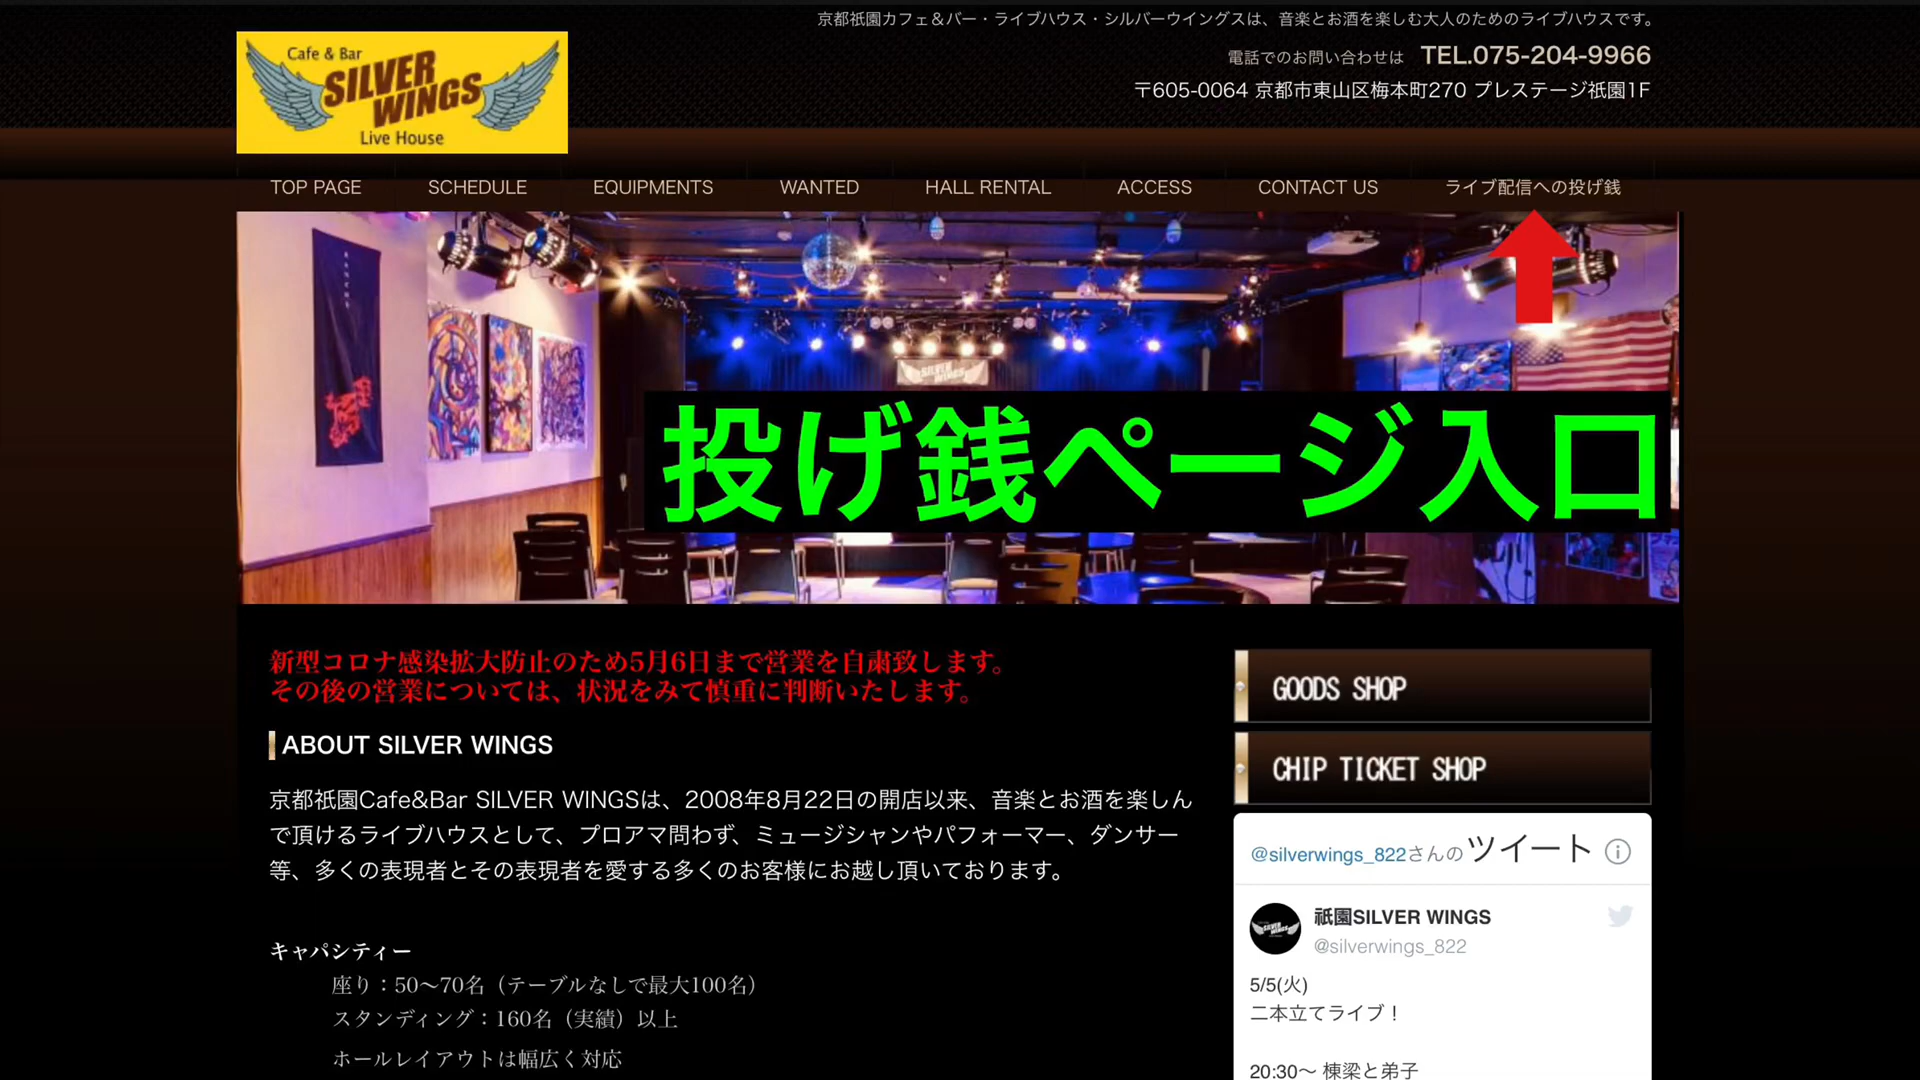 京都祇園カフェ＆バー・ライブハウス・シルバーウイングスは、音楽とお酒を楽しむ大人のためのライブハウスです。
Cafe & Bar
SILVER
WINGS
Live House
電話でのお問い合わせは TEL.075-204-9966
〒605-0064 京都市東山区梅本町270 プレステージ祇園1F
TOP PAGE SCHEDULE EQUIPMENTS WANTED HALL RENTAL ACCESS CONTACT US ライブ配信への投げ銭
SILVER WINGS
投げ銭ページ入口
新型コロナ感染拡大防止のため5月6日まで営業を自粛致します。
その後の営業については、状況をみて慎重に判断いたします。
ABOUT SILVER WINGS
京都祇園Cafe&Bar SILVER WINGSは、2008年8月22日の開店以来、音楽とお酒を楽しん
で頂けるライブハウスとして、プロアマ問わず、ミュージシャンやパフォーマー、ダンサー
等、多くの表現者とその表現者を愛する多くのお客様にお越し頂いております。
キャパシティー
座り：50〜70名（テーブルなしで最大100名）
スタンディング：160名（実績）以上
ホールレイアウトは幅広く対応
GOODS SHOP
CHIP TICKET SHOP
@silverwings_822さんのツイート
祇園SILVER WINGS
@silverwings_822
5/5(火)
二本立てライブ！
20:30〜 棟梁と弟子